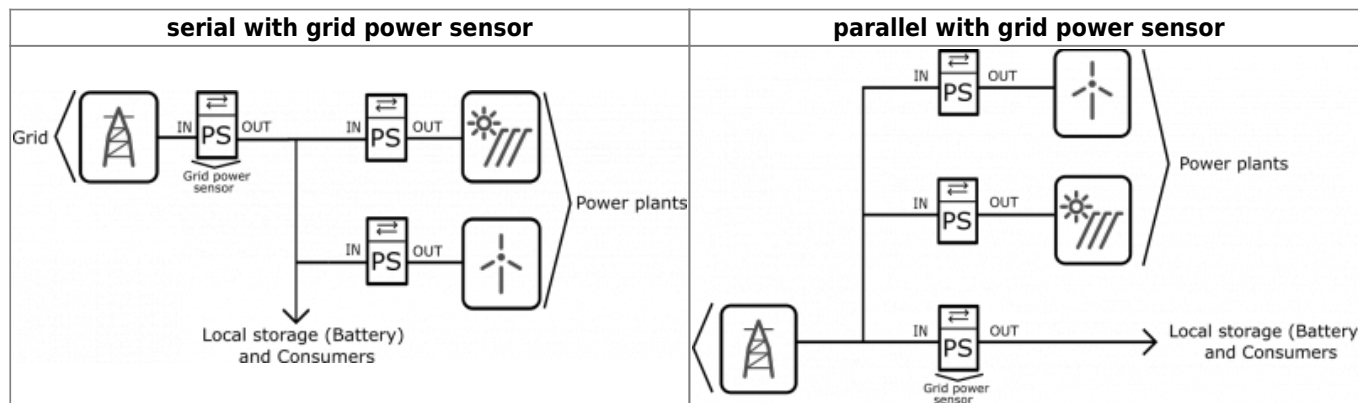 serial with grid power sensor
Grid
IN
PS
OUT
Grid power
sensor
IN
PS
OUT
IN
PS
OUT
Power plants
Local storage (Battery)
and Consumers
parallel with grid power sensor
IN
PS
OUT
IN
PS
OUT
Power plants
IN
PS
OUT
Grid power
sensor
Local storage (Battery
and Consumers